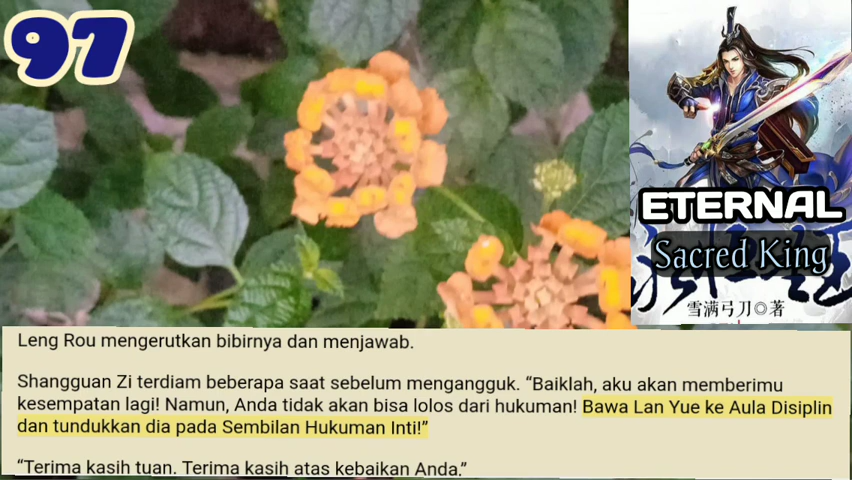 97
ETERNAL
Sacred King
雪满弓刀◎著
Leng Rou mengerutkan bibirnya dan menjawab.
Shangguan Zi terdiam beberapa saat sebelum mengangguk. “Baiklah, aku akan memberimu
kesempatan lagi! Namun, Anda tidak akan bisa lolos dari hukuman! Bawa Lan Yue ke Aula Disiplin
dan tundukkan dia pada Sembilan Hukuman Inti!”
“Terima kasih tuan. Terima kasih atas kebaikan Anda.”